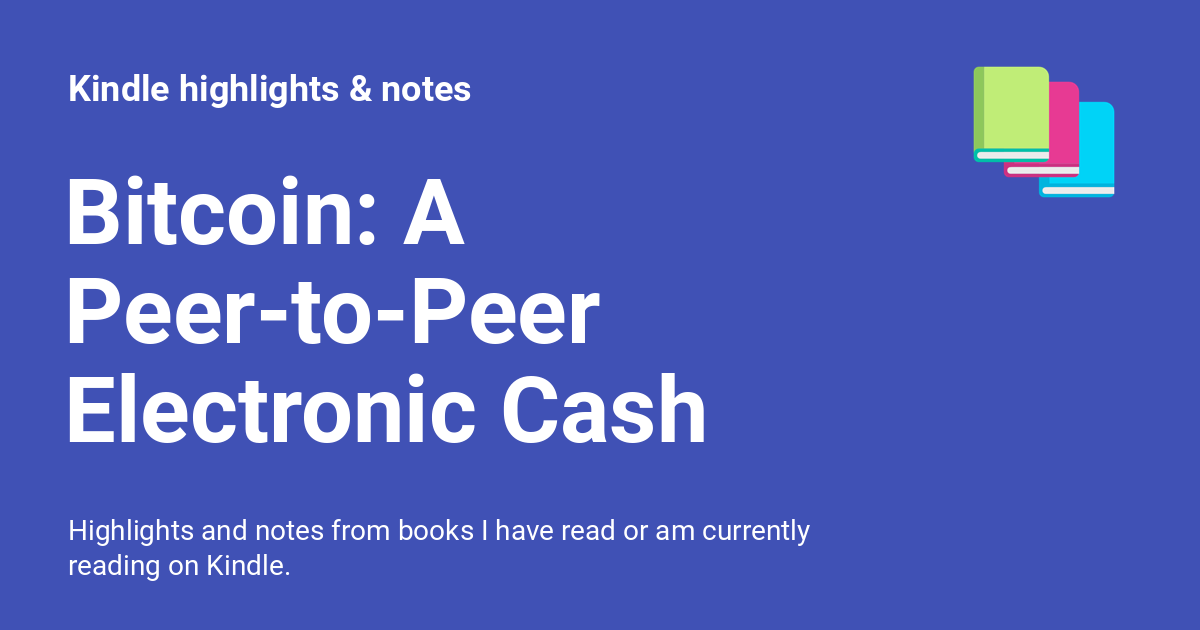 Kindle highlights & notes
Bitcoin: A
Peer-to-Peer
Electronic Cash
Highlights and notes from books I have read or am currently
reading on Kindle.